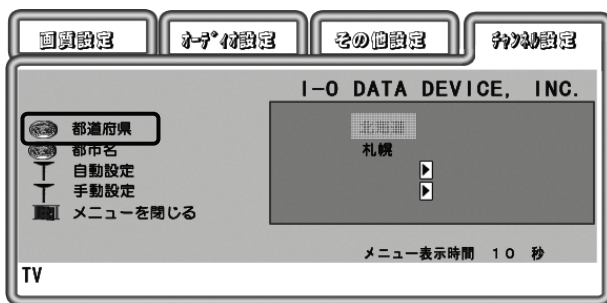 画質設定 オーディオ設定 その他設定 チャンネル設定
I-O DATA DEVICE, INC.
都道府県 北海道
都市名 札幌
自動設定
手動設定
メニューを閉じる
メニュー表示時間 10 秒
TV